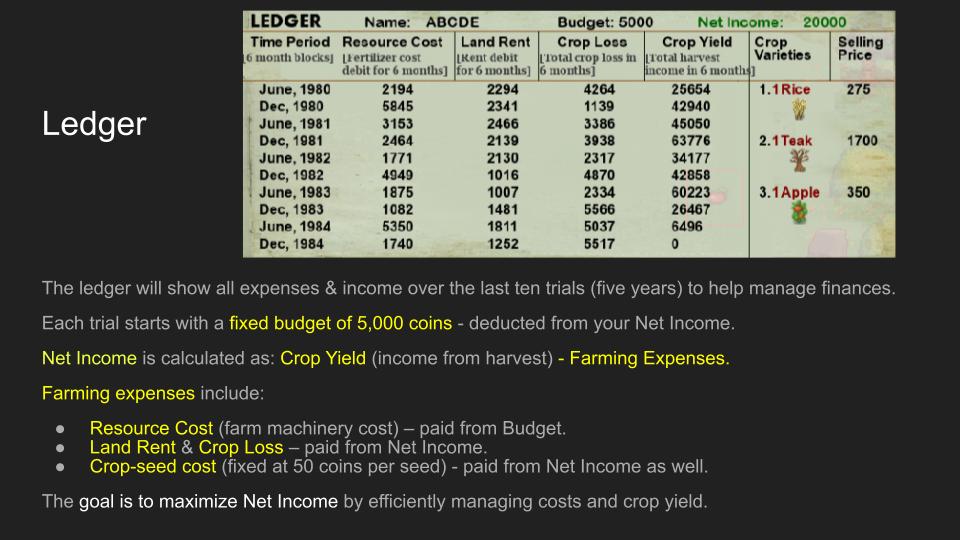 LEDGER Name: ABCDE Budget: 5000 Net Income: 20000
Time Period Resource Cost Land Rent Crop Loss Crop Yield Crop Varieties Selling Price
[6 month blocks] [Fertilizer cost debit for 6 months] [Rent debit for 6 months] [Total crop loss in 6 months] [Total harvest income in 6 months]
June, 1980 2194 2294 4264 25654 1.1Rice 275
Dec, 1980 5845 2341 1139 42940
June, 1981 3153 2466 3386 45050
Dec, 1981 2464 2139 3938 63776 2.1Teak 1700
June, 1982 1771 2130 2317 34177
Dec, 1982 4949 1016 4870 42858
June, 1983 1875 1007 2334 60223 3.1Apple 350
Dec, 1983 1082 1481 5566 26467
June, 1984 5350 1811 5037 6496
Dec, 1984 1740 1252 5517 0
Ledger
The ledger will show all expenses & income over the last ten trials (five years) to help manage finances.
Each trial starts with a fixed budget of 5,000 coins - deducted from your Net Income.
Net Income is calculated as: Crop Yield (income from harvest) - Farming Expenses.
Farming expenses include:
● Resource Cost (farm machinery cost) – paid from Budget.
● Land Rent & Crop Loss – paid from Net Income.
● Crop-seed cost (fixed at 50 coins per seed) - paid from Net Income as well.
The goal is to maximize Net Income by efficiently managing costs and crop yield.